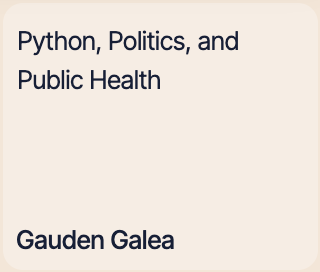 Python, Politics, and
Public Health
Gauden Galea